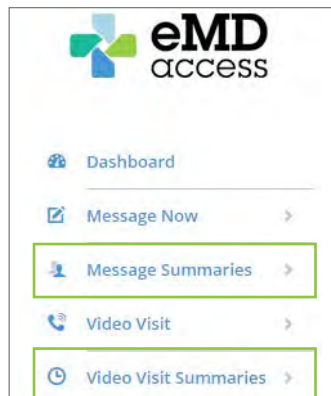 eMD
access
Dashboard
Message Now
Message Summaries
Video Visit
Video Visit Summaries